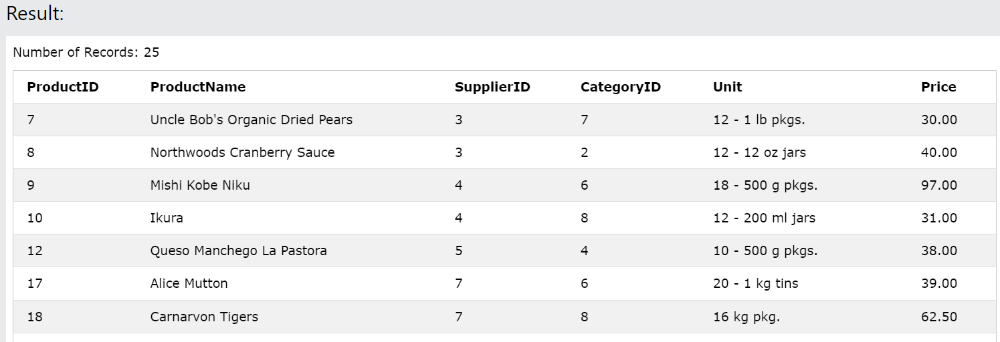 Result:
Number of Records: 25
ProductID ProductName SupplierID CategoryID Unit Price
7 Uncle Bob's Organic Dried Pears 3 7 12 - 1 lb pkgs. 30.00
8 Northwoods Cranberry Sauce 3 2 12 - 12 oz jars 40.00
9 Mishi Kobe Niku 4 6 18 - 500 g pkgs. 97.00
10 Ikura 4 8 12 - 200 ml jars 31.00
12 Queso Manchego La Pastora 5 4 10 - 500 g pkgs. 38.00
17 Alice Mutton 7 6 20 - 1 kg tins 39.00
18 Carnarvon Tigers 7 8 16 kg pkg. 62.50